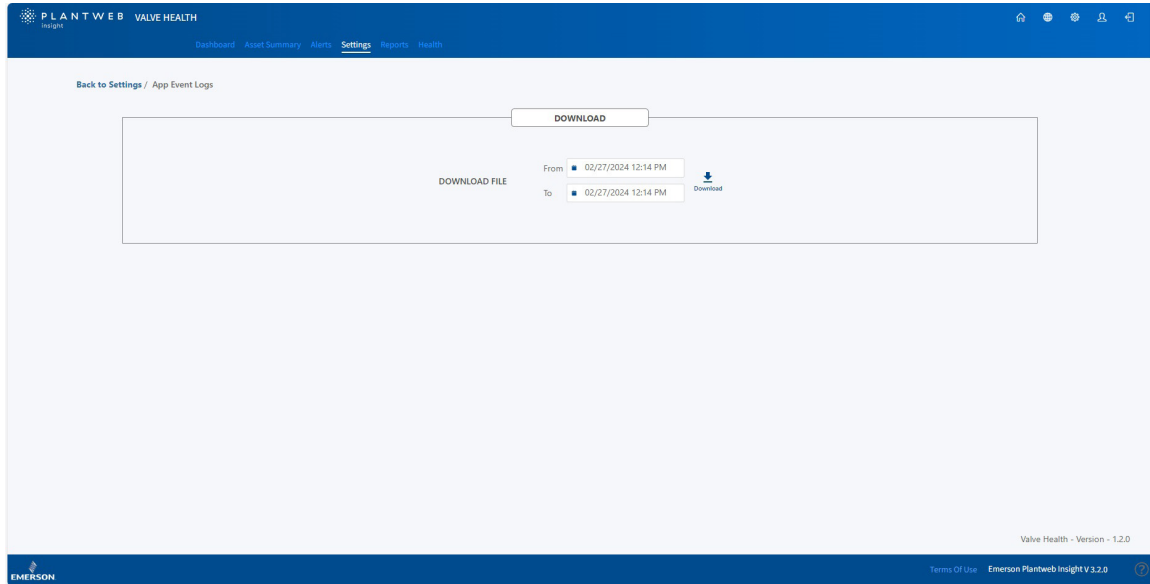 PLANTWEB VALVE HEALTH
insight
Dashboard Asset Summary Alerts Settings Reports Health
Back to Settings / App Event Logs
DOWNLOAD
DOWNLOAD FILE
From 02/27/2024 12:14 PM
To 02/27/2024 12:14 PM
Download
Valve Health - Version - 1.2.0
EMERSON
Terms Of Use Emerson Plantweb Insight V 3.2.0 ?